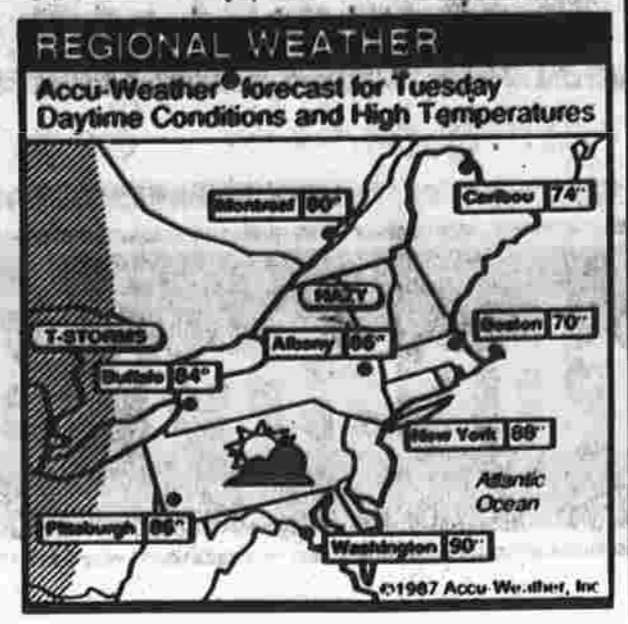 REGIONAL WEATHER
Accu-Weather® forecast for Tuesday
Daytime Conditions and High Temperatures
Montreal 80°
Caribou 74°
HAZY
T-STORMS
Albany 86°
Boston 70°
Buffalo 84°
New York 88°
Atlantic
Ocean
Pittsburgh 86°
Washington 90°
©1987 Accu-Weather, Inc